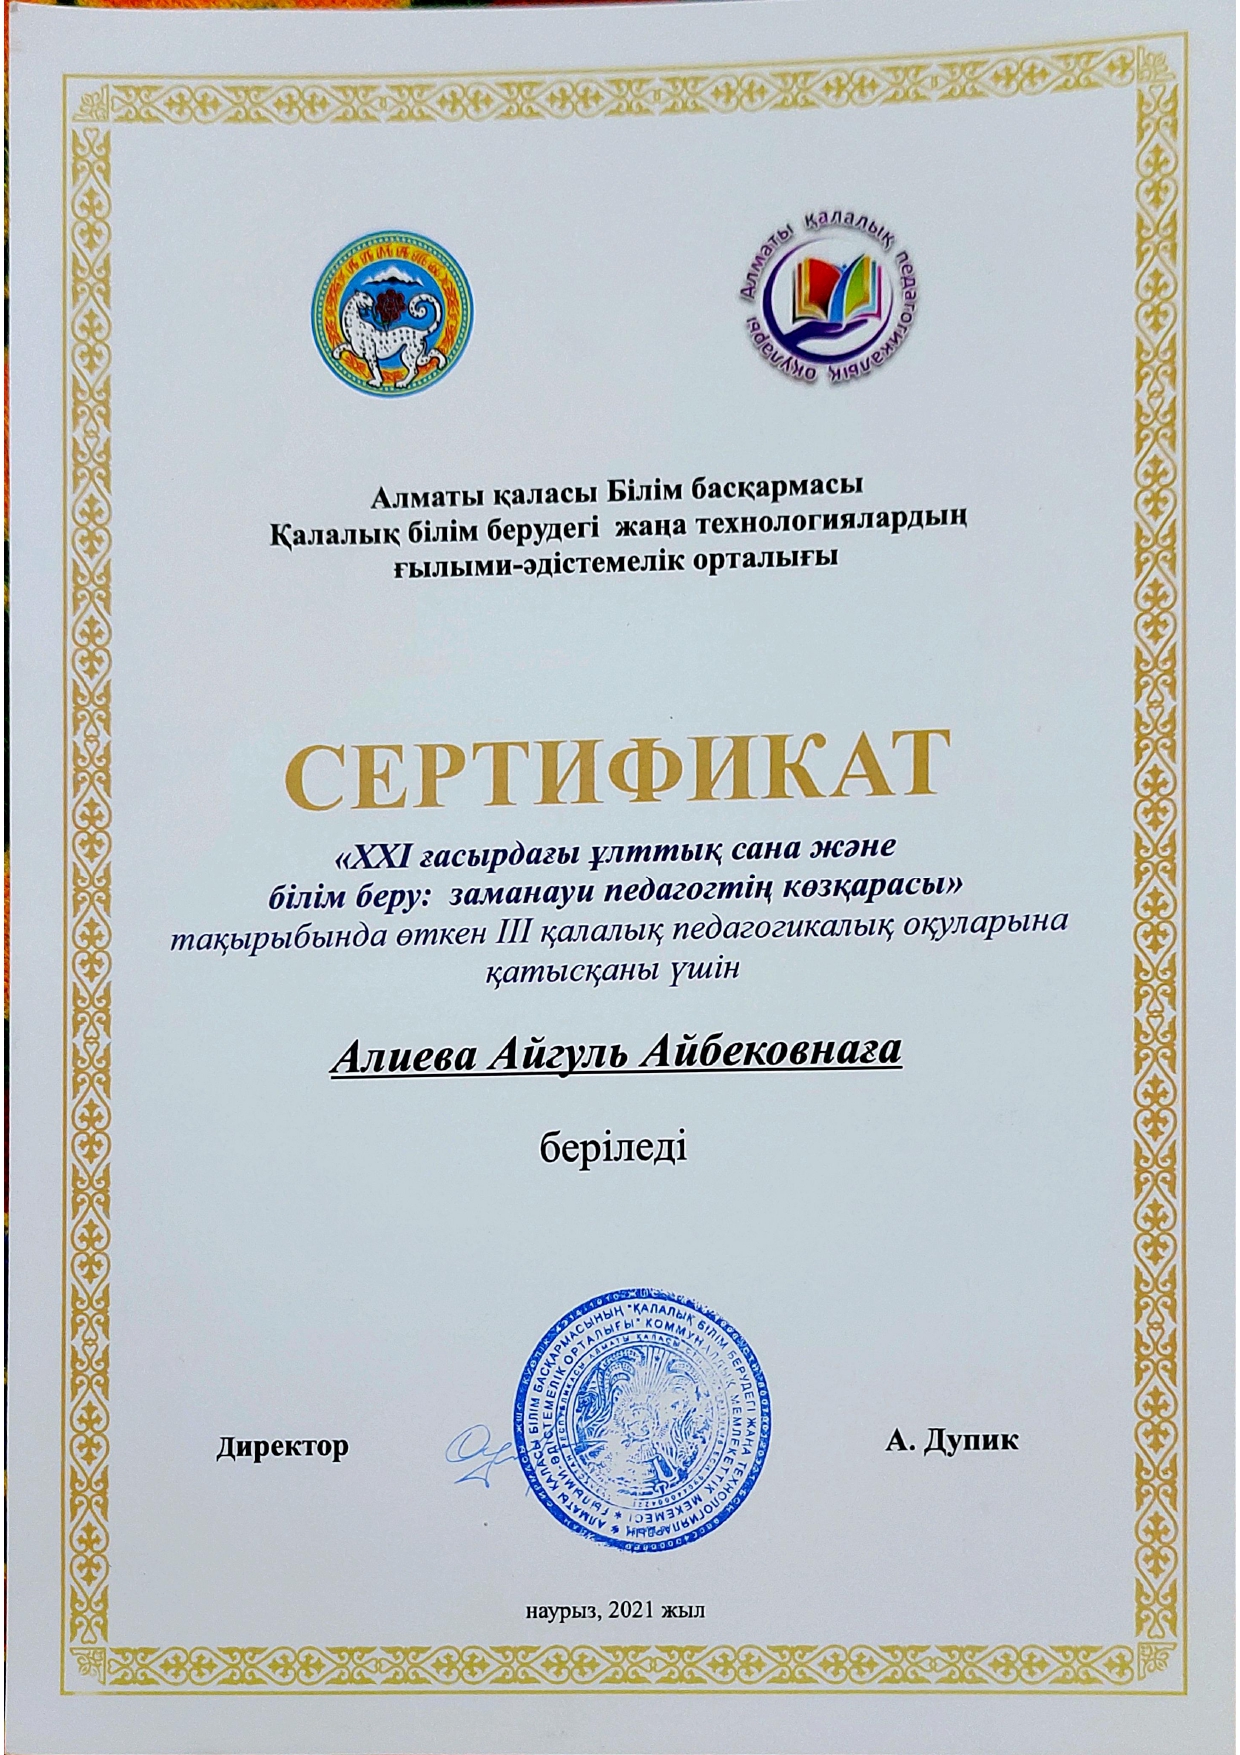 АЛМАТЫ
Алматы қалалық педагогикалық оқулары
Алматы қаласы Білім басқармасы
Қалалық білім берудегі жаңа технологиялардың
ғылыми-әдістемелік орталығы
СЕРТИФИКАТ
«ХХІ ғасырдағы ұлттық сана және
білім беру: заманауи педагогтің көзқарасы»
тақырыбында өткен ІІІ қалалық педагогикалық оқуларына
қатысқаны үшін
Алиева Айгуль Айбековнаға
беріледі
АЛМАТЫ ҚАЛАСЫ БІЛІМ БАСҚАРМАСЫНЫҢ "ҚАЛАЛЫҚ БІЛІМ БЕРУДЕГІ ЖАҢА ТЕХНОЛОГИЯЛАРДЫҢ
ҒЫЛЫМИ-ӘДІСТЕМЕЛІК ОРТАЛЫҒЫ" КОММУНАЛДЫҚ МЕМЛЕКЕТТІК МЕКЕМЕСІ
Директор
А. Дупик
наурыз, 2021 жыл